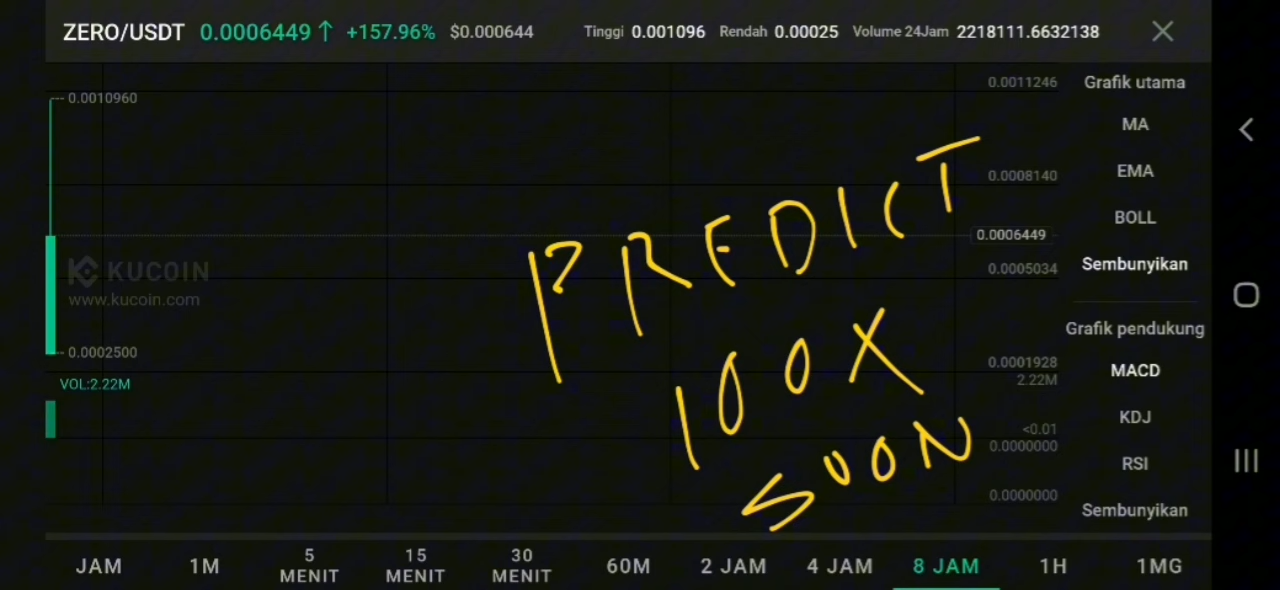 ZERO/USDT 0.0006449↑ +157.96% $0.000644 Tinggi 0.001096 Rendah 0.00025 Volume 24Jam 2218111.6632138
0.0010960
0.0011246
Grafik utama
MA
0.0008140
EMA
BOLL
0.0006449
0.0005034
Sembunyikan
KUCOIN
www.kucoin.com
PREDICT
100X
SOON
Grafik pendukung
0.0002500
0.0001928
MACD
VOL:2.22M
2.22M
KDJ
<0.01
0.0000000
RSI
0.0000000
Sembunyikan
JAM 1M 5 MENIT 15 MENIT 30 MENIT 60M 2 JAM 4 JAM 8 JAM 1H 1MG